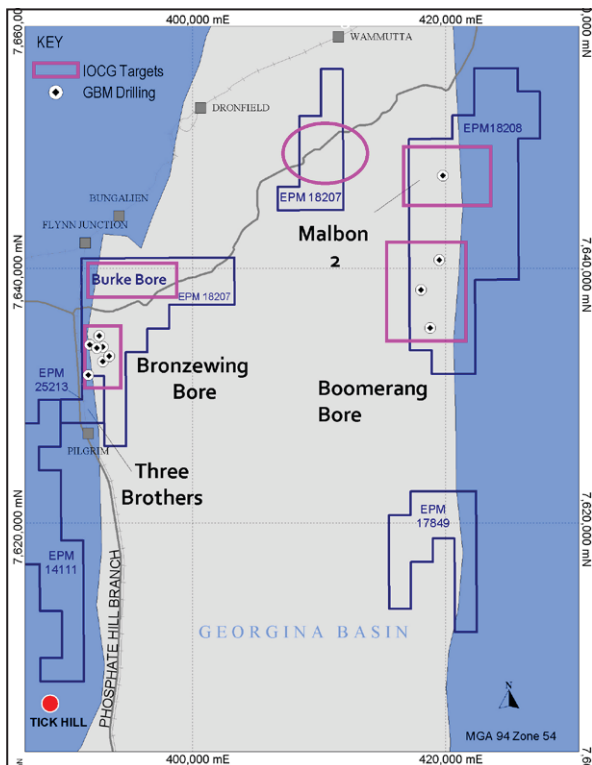 400,000 mE
420,000 mE
7,660
,000 mN
KEY
IOCG Targets
GBM Drilling
WAMMUTTA
DRONFIELD
EPM18208
EPM 18207
BUNGALIEN
FLYNN JUNCTION
Malbon
2
7,640,000 mN
7,640,000 mN
Burke Bore
EPM 18207
Bronzewing
Bore
Boomerang
Bore
EPM
25213
PILGRIM
Three
Brothers
7,620,000 mN
7,620,000 mN
EPM
17849
EPM
14111
PHOSPHATE HILL BRANCH
GEORGINA BASIN
TICK HILL
N
MGA 94 Zone 54
400,000 mE
420,000 mE